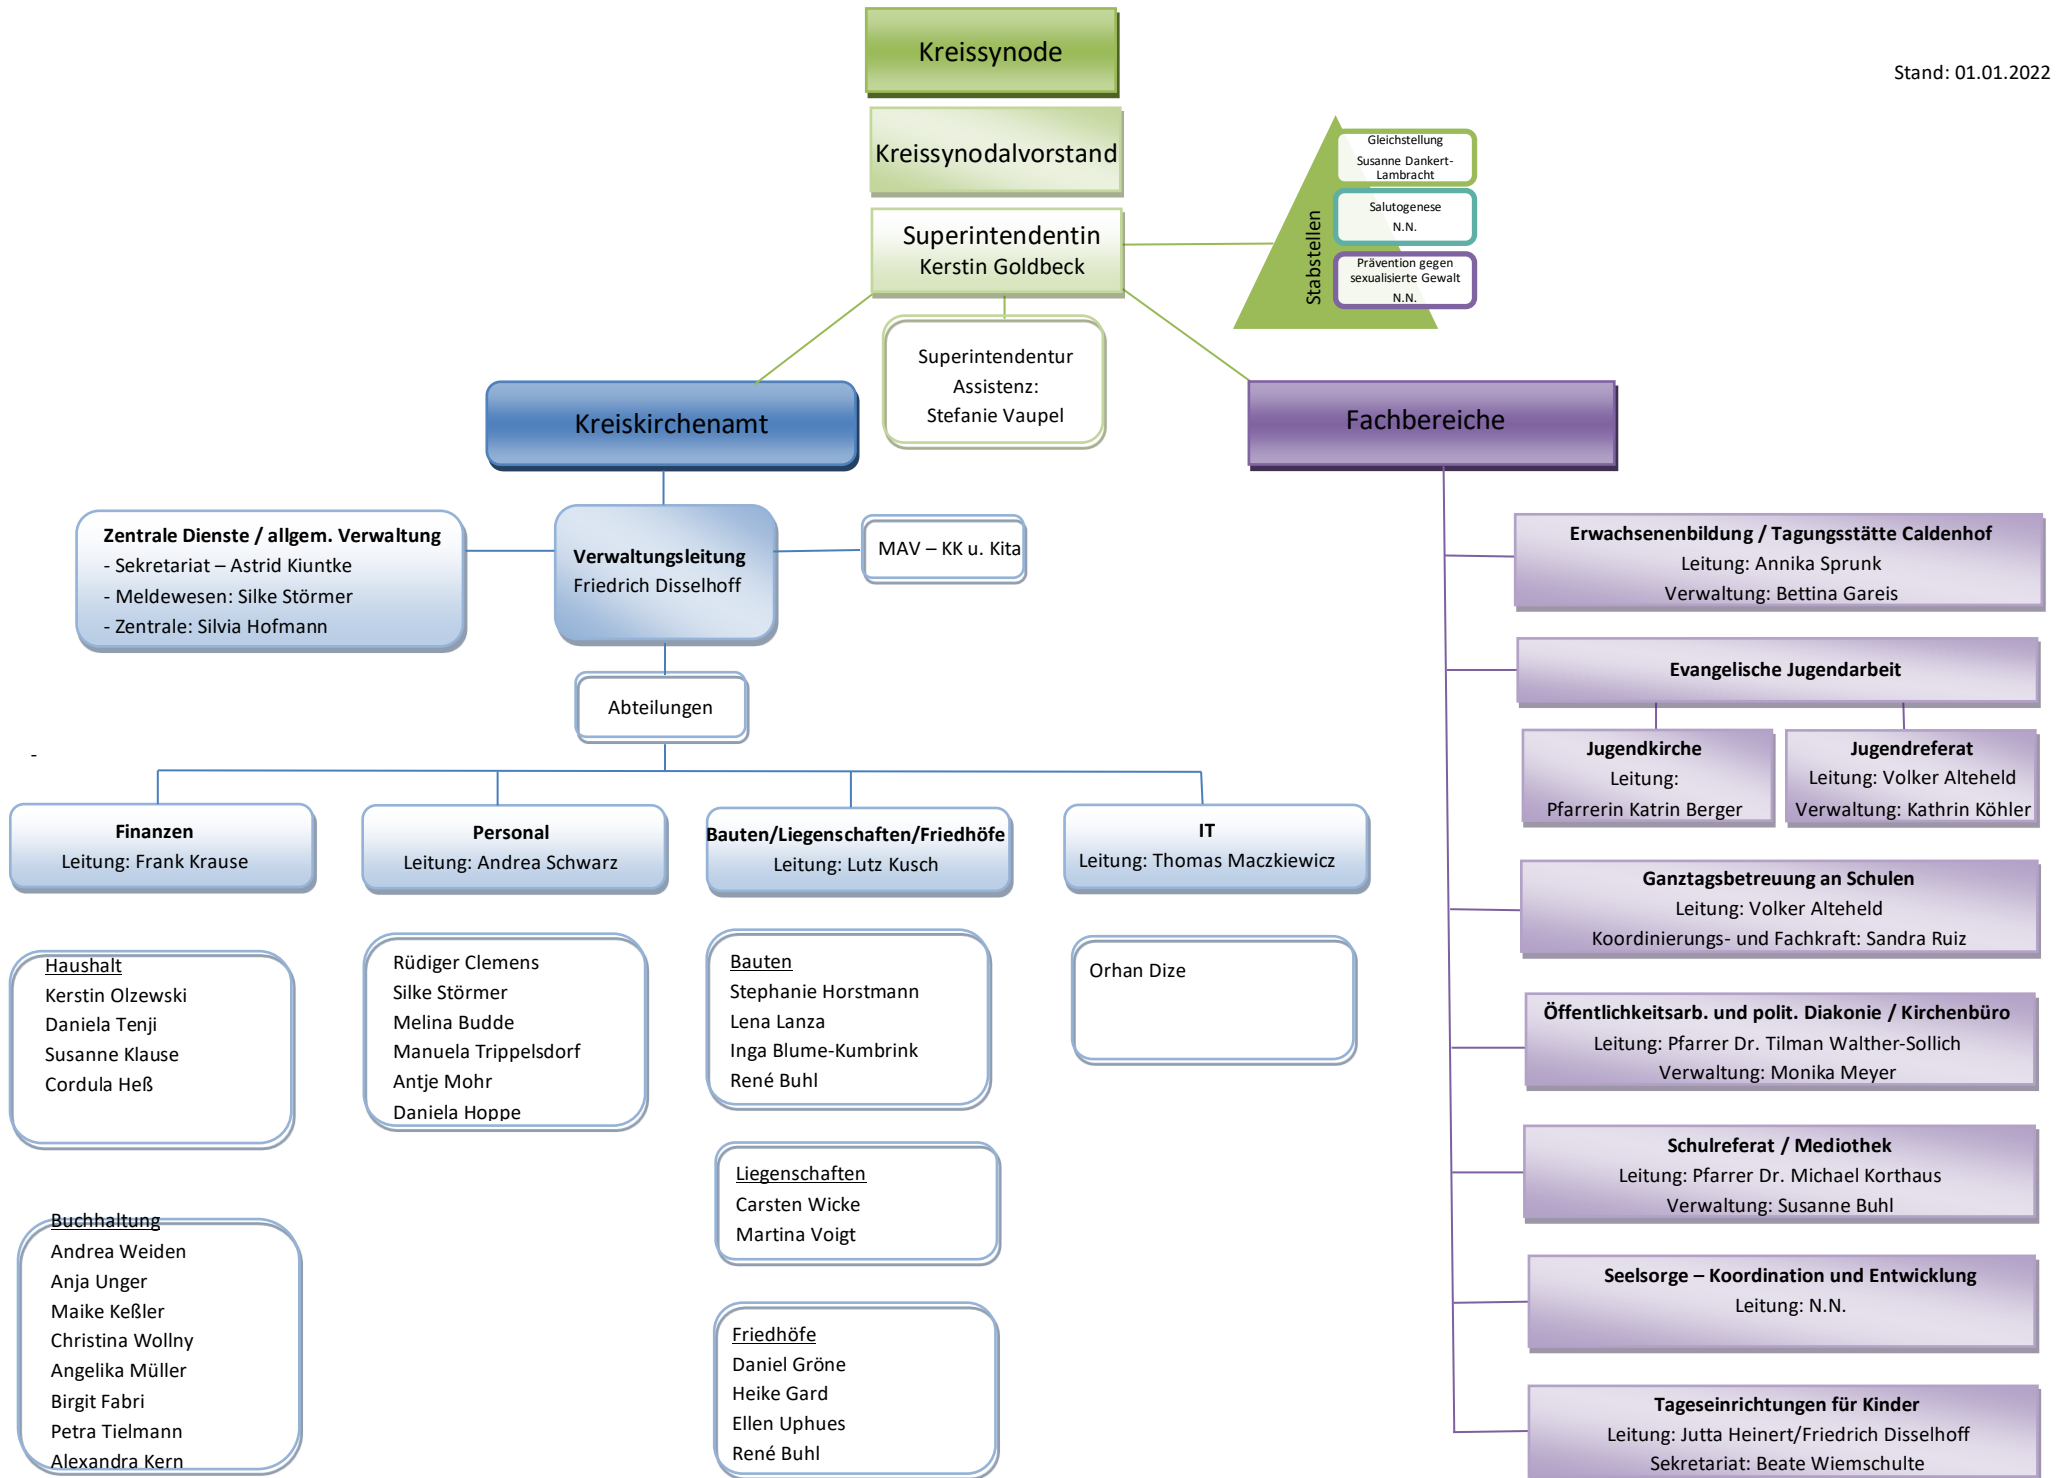 Kreissynode
Stand: 01.01.2022
Kreissynodalvorstand
Superintendentin
Kerstin Goldbeck
Stabstellen
Gleichstellung
Susanne Dankert-
Lambracht
Salutogenese
N.N.
Prävention gegen
sexualisierte Gewalt
N.N.
Superintendentur
Assistenz:
Stefanie Vaupel
Kreiskirchenamt
Fachbereiche
Zentrale Dienste / allgem. Verwaltung
- Sekretariat – Astrid Kiuntke
- Meldewesen: Silke Störmer
- Zentrale: Silvia Hofmann
Verwaltungsleitung
Friedrich Disselhoff
MAV – KK u. Kita
Abteilungen
-
Finanzen
Leitung: Frank Krause
Haushalt
Kerstin Olzewski
Daniela Tenji
Susanne Klause
Cordula Heß
Buchhaltung
Andrea Weiden
Anja Unger
Maike Keßler
Christina Wollny
Angelika Müller
Birgit Fabri
Petra Tielmann
Alexandra Kern
Personal
Leitung: Andrea Schwarz
Rüdiger Clemens
Silke Störmer
Melina Budde
Manuela Trippelsdorf
Antje Mohr
Daniela Hoppe
Bauten/Liegenschaften/Friedhöfe
Leitung: Lutz Kusch
Bauten
Stephanie Horstmann
Lena Lanza
Inga Blume-Kumbrink
René Buhl
Liegenschaften
Carsten Wicke
Martina Voigt
Friedhöfe
Daniel Gröne
Heike Gard
Ellen Uphues
René Buhl
IT
Leitung: Thomas Maczkiewicz
Orhan Dize
Erwachsenenbildung / Tagungsstätte Caldenhof
Leitung: Annika Sprunk
Verwaltung: Bettina Gareis
Evangelische Jugendarbeit
Jugendkirche
Leitung:
Pfarrerin Katrin Berger
Jugendreferat
Leitung: Volker Alteheld
Verwaltung: Kathrin Köhler
Ganztagsbetreuung an Schulen
Leitung: Volker Alteheld
Koordinierungs- und Fachkraft: Sandra Ruiz
Öffentlichkeitsarb. und polit. Diakonie / Kirchenbüro
Leitung: Pfarrer Dr. Tilman Walther-Sollich
Verwaltung: Monika Meyer
Schulreferat / Mediothek
Leitung: Pfarrer Dr. Michael Korthaus
Verwaltung: Susanne Buhl
Seelsorge – Koordination und Entwicklung
Leitung: N.N.
Tageseinrichtungen für Kinder
Leitung: Jutta Heinert/Friedrich Disselhoff
Sekretariat: Beate Wiemschulte